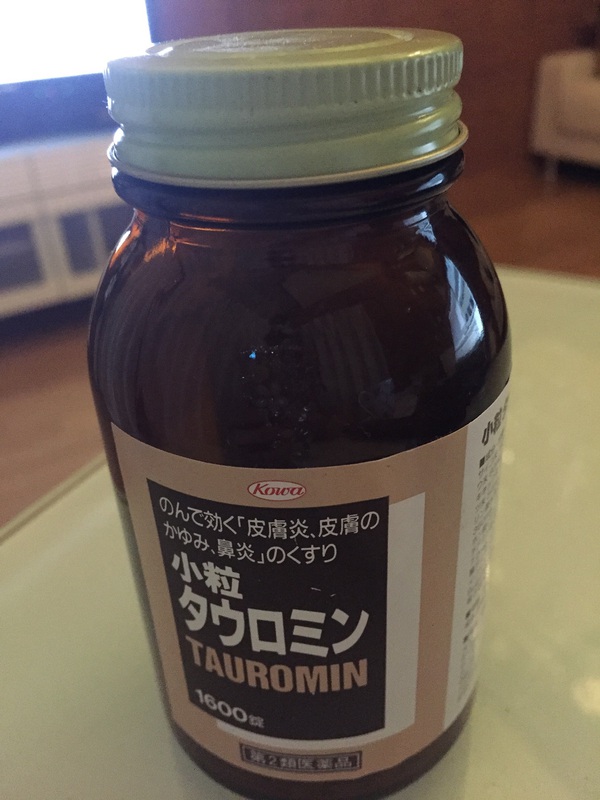 Kowa
のんで効く「皮膚炎、皮膚の
かゆみ、鼻炎」のくすり
小粒
タウロミン
TAUROMIN
1600錠
第2類医薬品
小粒